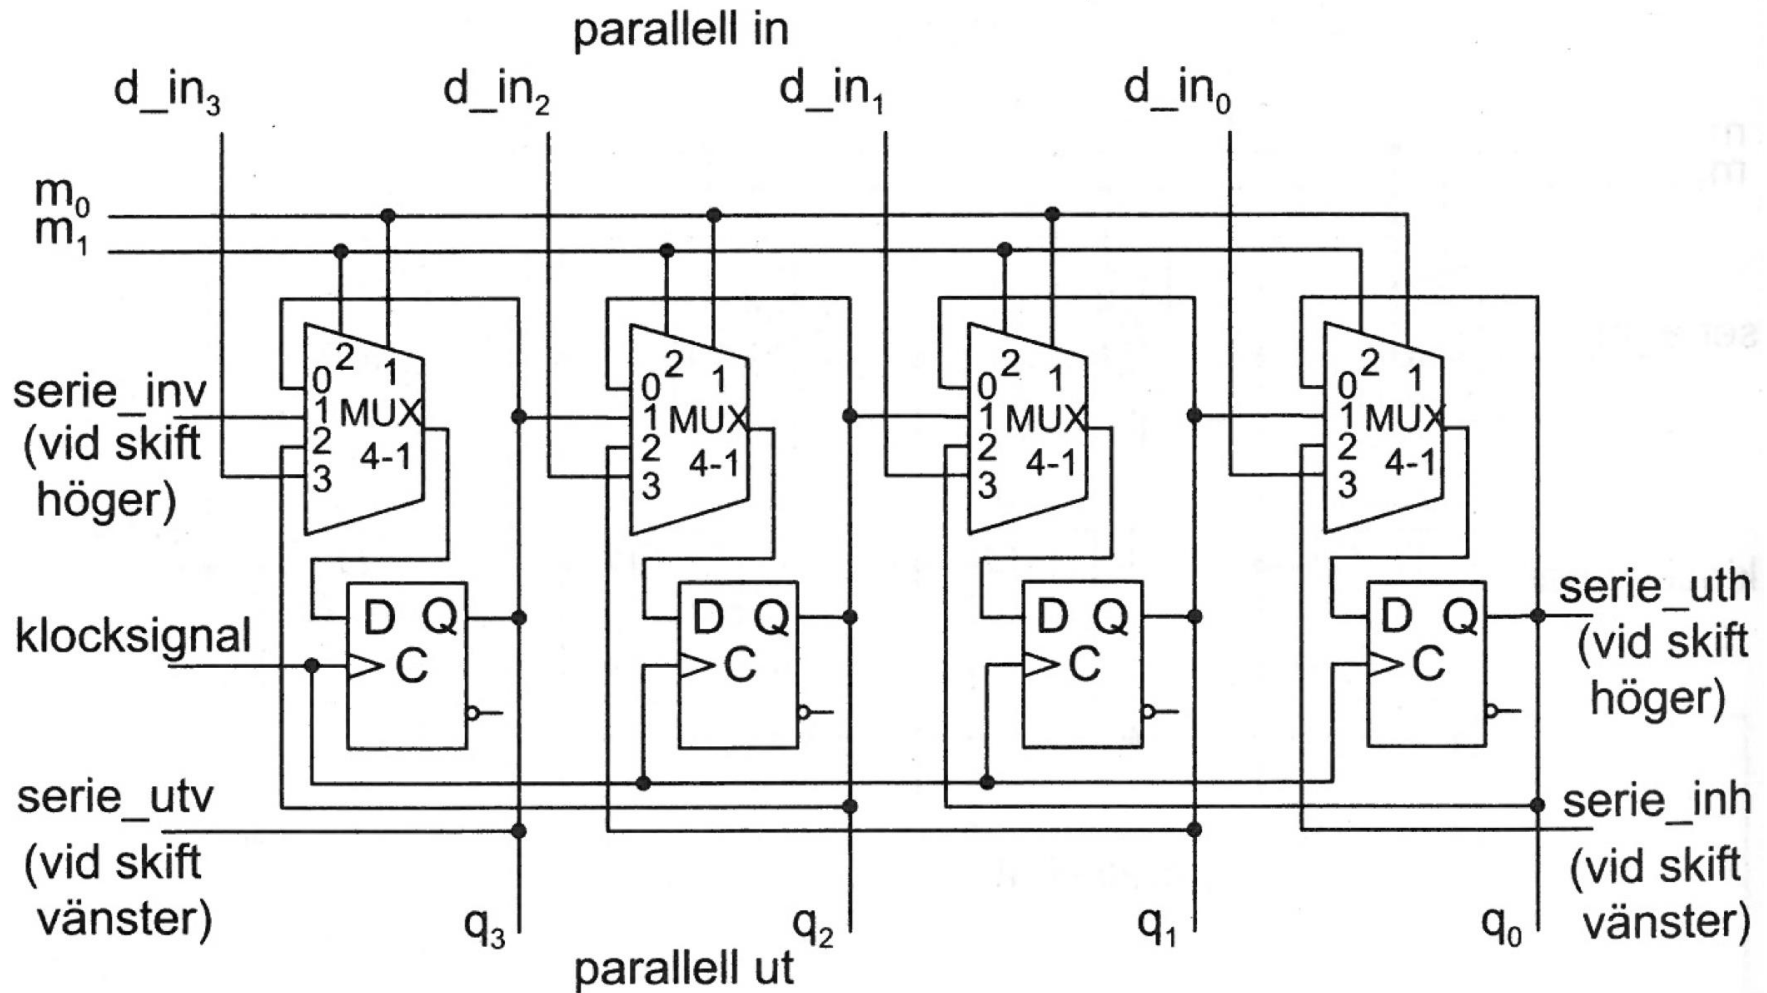 parallell in
d_in₃ d_in₂ d_in₁ d_in₀
m₀
m₁
2 1 2 1 2 1 2 1
0 0 0 0
serie_inv 1 MUX 1 MUX 1 MUX 1 MUX
(vid skift 2 4-1 2 4-1 2 4-1 2 4-1
höger) 3 3 3 3
D Q D Q D Q D Q serie_uth
klocksignal C C C C (vid skift
höger)
serie_utv serie_inh
(vid skift (vid skift
vänster) q₃ q₂ q₁ q₀ vänster)
parallell ut